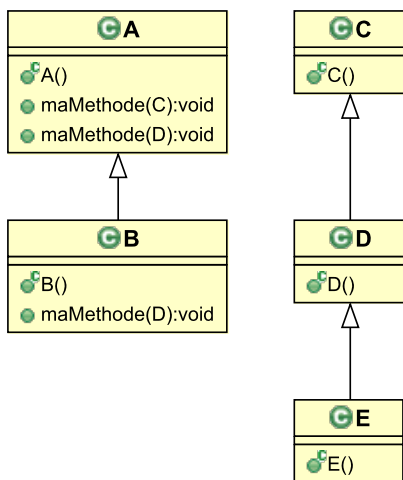 A
A()
maMethode(C):void
maMethode(D):void
B
B()
maMethode(D):void
C
C()
D
D()
E
E()